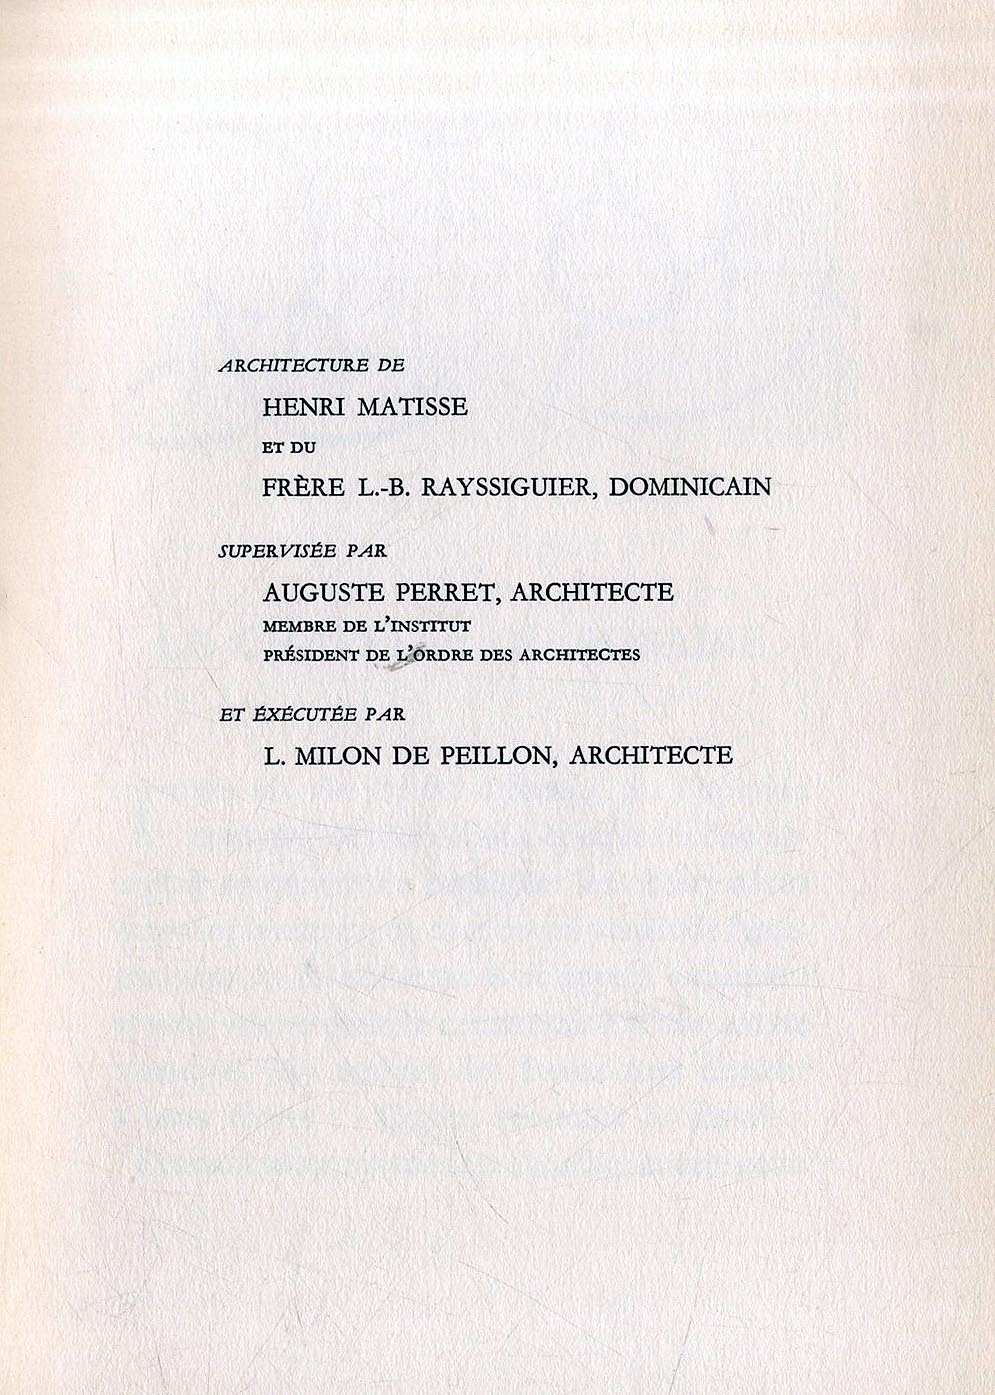 ARCHITECTURE DE
HENRI MATISSE
ET DU
FRÈRE L.-B. RAYSSIGUIER, DOMINICAIN
SUPERVISÉE PAR
AUGUSTE PERRET, ARCHITECTE
MEMBRE DE L'INSTITUT
PRÉSIDENT DE L'ORDRE DES ARCHITECTES
ET ÉXÉCUTÉE PAR
L. MILON DE PEILLON, ARCHITECTE